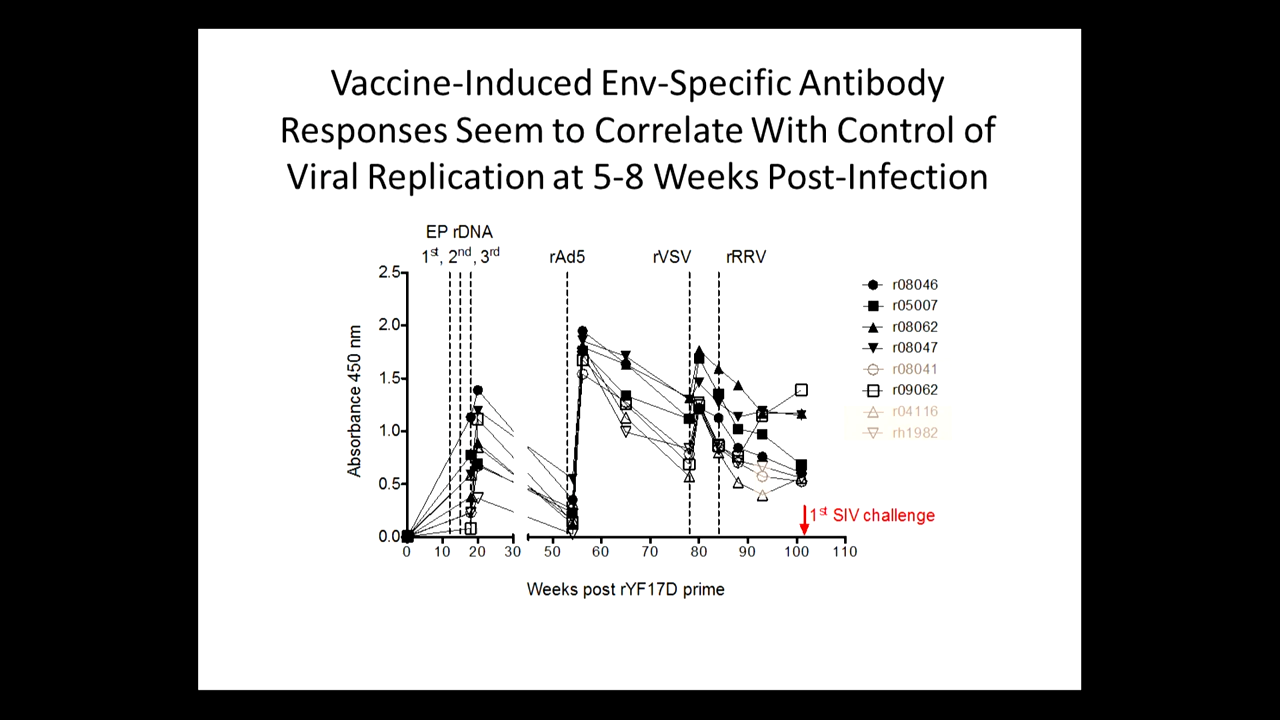 Vaccine-Induced Env-Specific Antibody
Responses Seem to Correlate With Control of
Viral Replication at 5-8 Weeks Post-Infection
EP rDNA
1st, 2nd, 3rd
rAd5
rVSV
rRRV
2.5
2.0
1.5
1.0
0.5
0.0
Absorbance 450 nm
0 10 20 30 50 60 70 80 90 100 110
Weeks post rYF17D prime
r08046
r05007
r08062
r08047
r08041
r09062
r04116
rh1982
1st SIV challenge